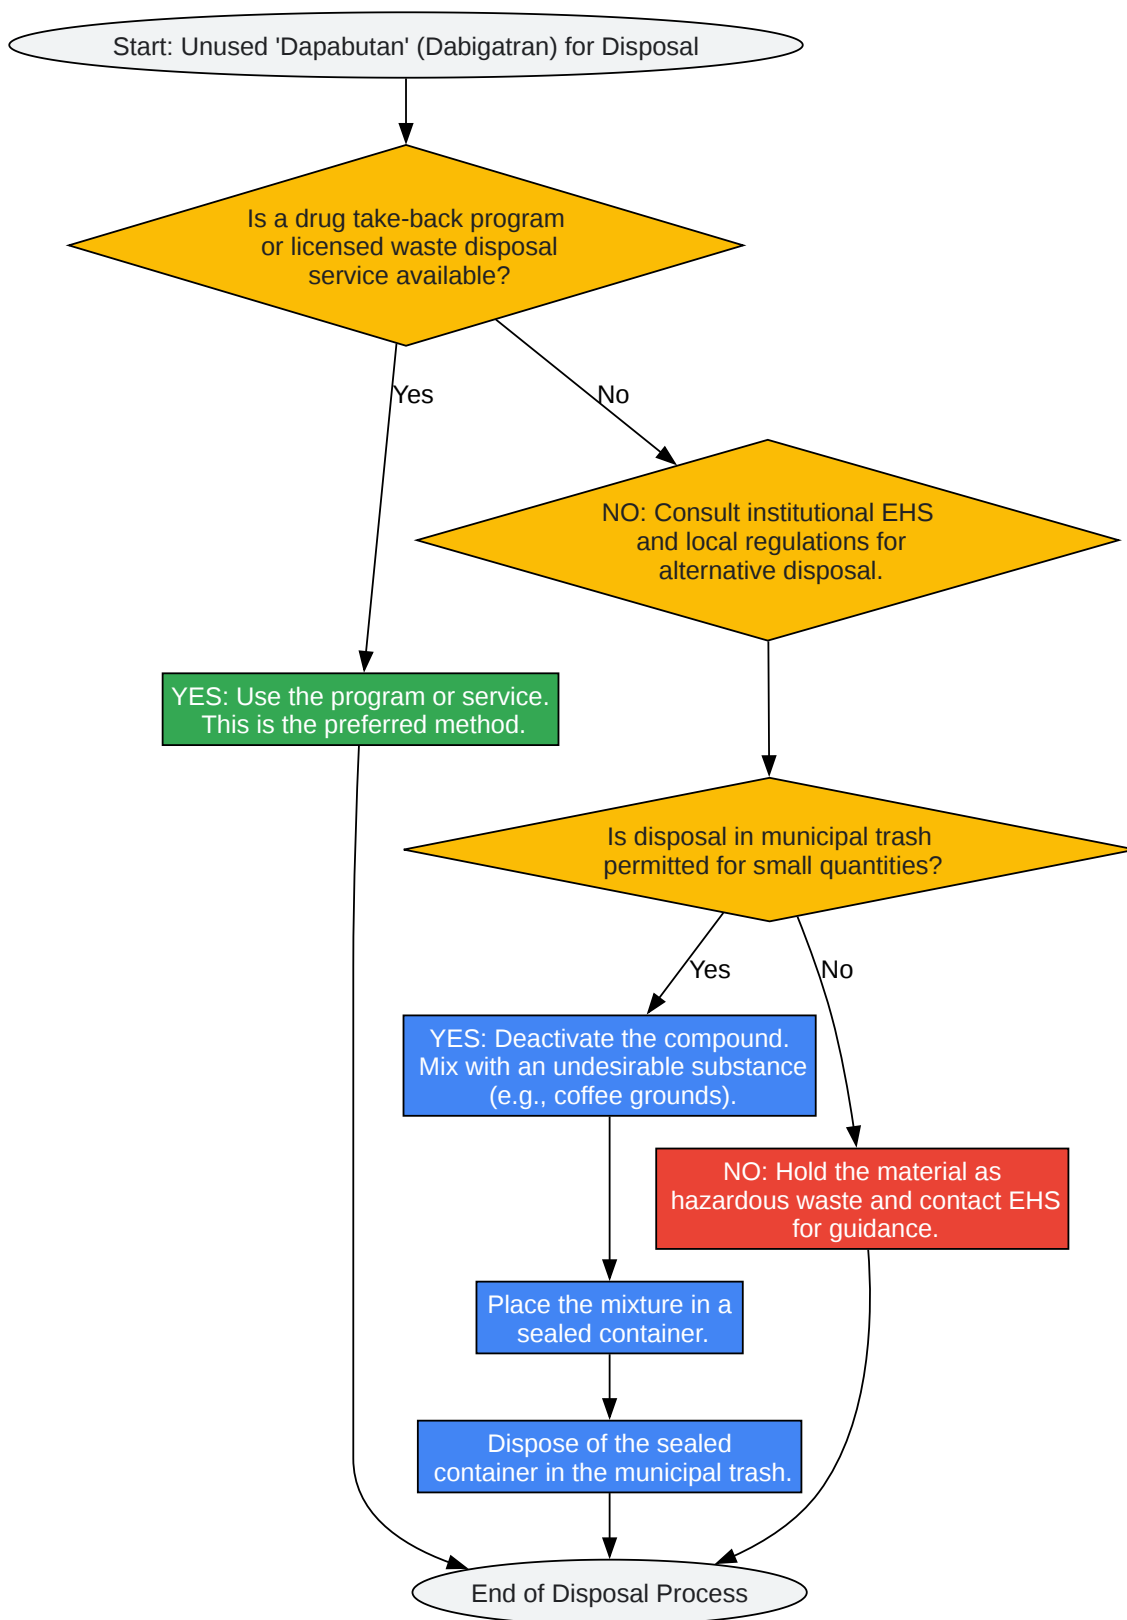 Start: Unused 'Dapabutan' (Dabigatran) for Disposal
Is a drug take-back program
or licensed waste disposal
service available?
Yes
No
NO: Consult institutional EHS
and local regulations for
alternative disposal.
YES: Use the program or service.
This is the preferred method.
Is disposal in municipal trash
permitted for small quantities?
Yes
No
YES: Deactivate the compound.
Mix with an undesirable substance
(e.g., coffee grounds).
NO: Hold the material as
hazardous waste and contact EHS
for guidance.
Place the mixture in a
sealed container.
Dispose of the sealed
container in the municipal trash.
End of Disposal Process